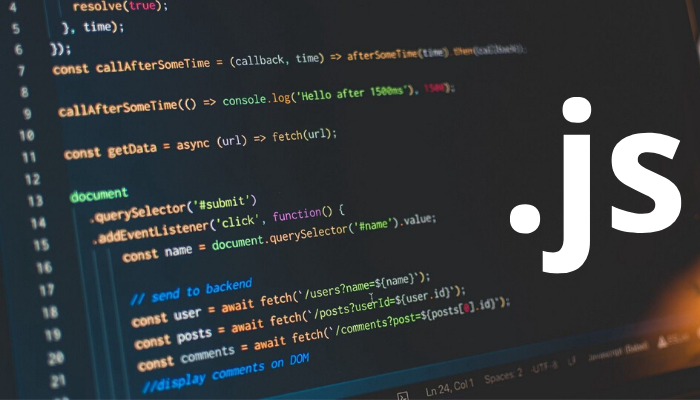 4 resolve(true);
5 }, time);
6 });
7 const callAfterSomeTime = (callback, time) => afterSomeTime(time).then(callback);
8
9 callAfterSomeTime(() => console.log('Hello after 1500ms'), 1500);
10
11 const getData = async (url) => fetch(url);
12
13 document
14 .querySelector('#submit')
15 .addEventListener('click', function() {
16 const name = document.querySelector('#name').value;
17
18 // send to backend
19 const user = await fetch(`/users?name=${name}`);
20 const posts = await fetch(`/posts?userId=${user.id}`);
21 const comments = await fetch(`/comments?post=${posts[0].id}`);
//display comments on DOM
.js
Ln 24, Col 1 Spaces: 2 UTF-8 LF JavaScript (Babel)